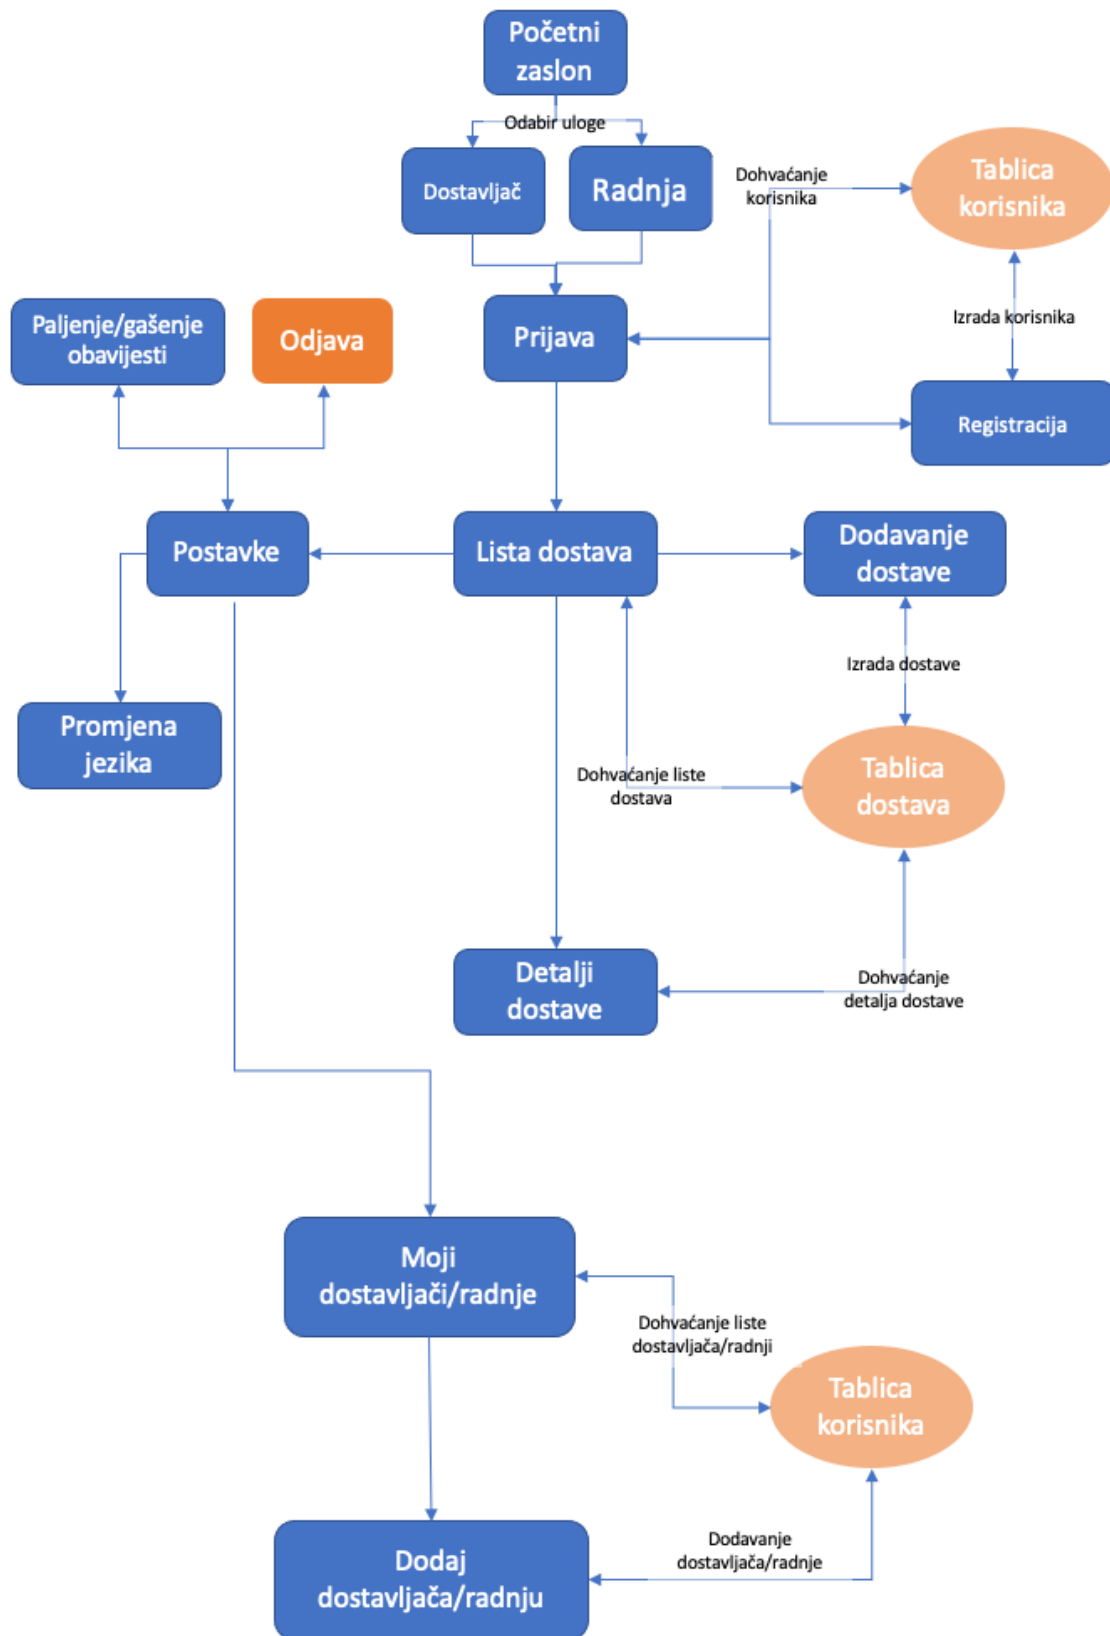 Početni
zaslon
Odabir uloge
Dostavljač
Radnja
Dohvaćanje
korisnika
Tablica
korisnika
Izrada korisnika
Paljenje/gašenje
obavijesti
Odjava
Prijava
Registracija
Postavke
Lista dostava
Dodavanje
dostave
Izrada dostave
Promjena
jezika
Dohvaćanje liste
dostava
Tablica
dostava
Detalji
dostave
Dohvaćanje
detalja dostave
Moji
dostavljači/radnje
Dohvaćanje liste
dostavljača/radnji
Tablica
korisnika
Dodaj
dostavljača/radnju
Dodavanje
dostavljača/radnje